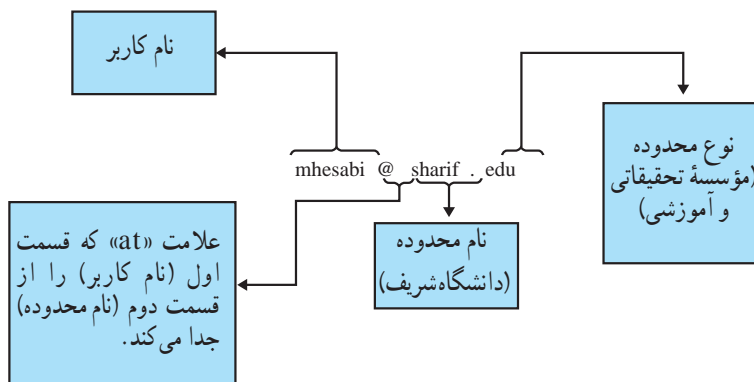 نام کاربر
نوع محدوده
(مؤسسهٔ تحقیقاتی
و آموزشی)
mhesabi @ sharif . edu
علامت «at» که قسمت
اول (نام کاربر) را از
قسمت دوم (نام محدوده)
جدا می‌کند.
نام محدوده
(دانشگاه شریف)